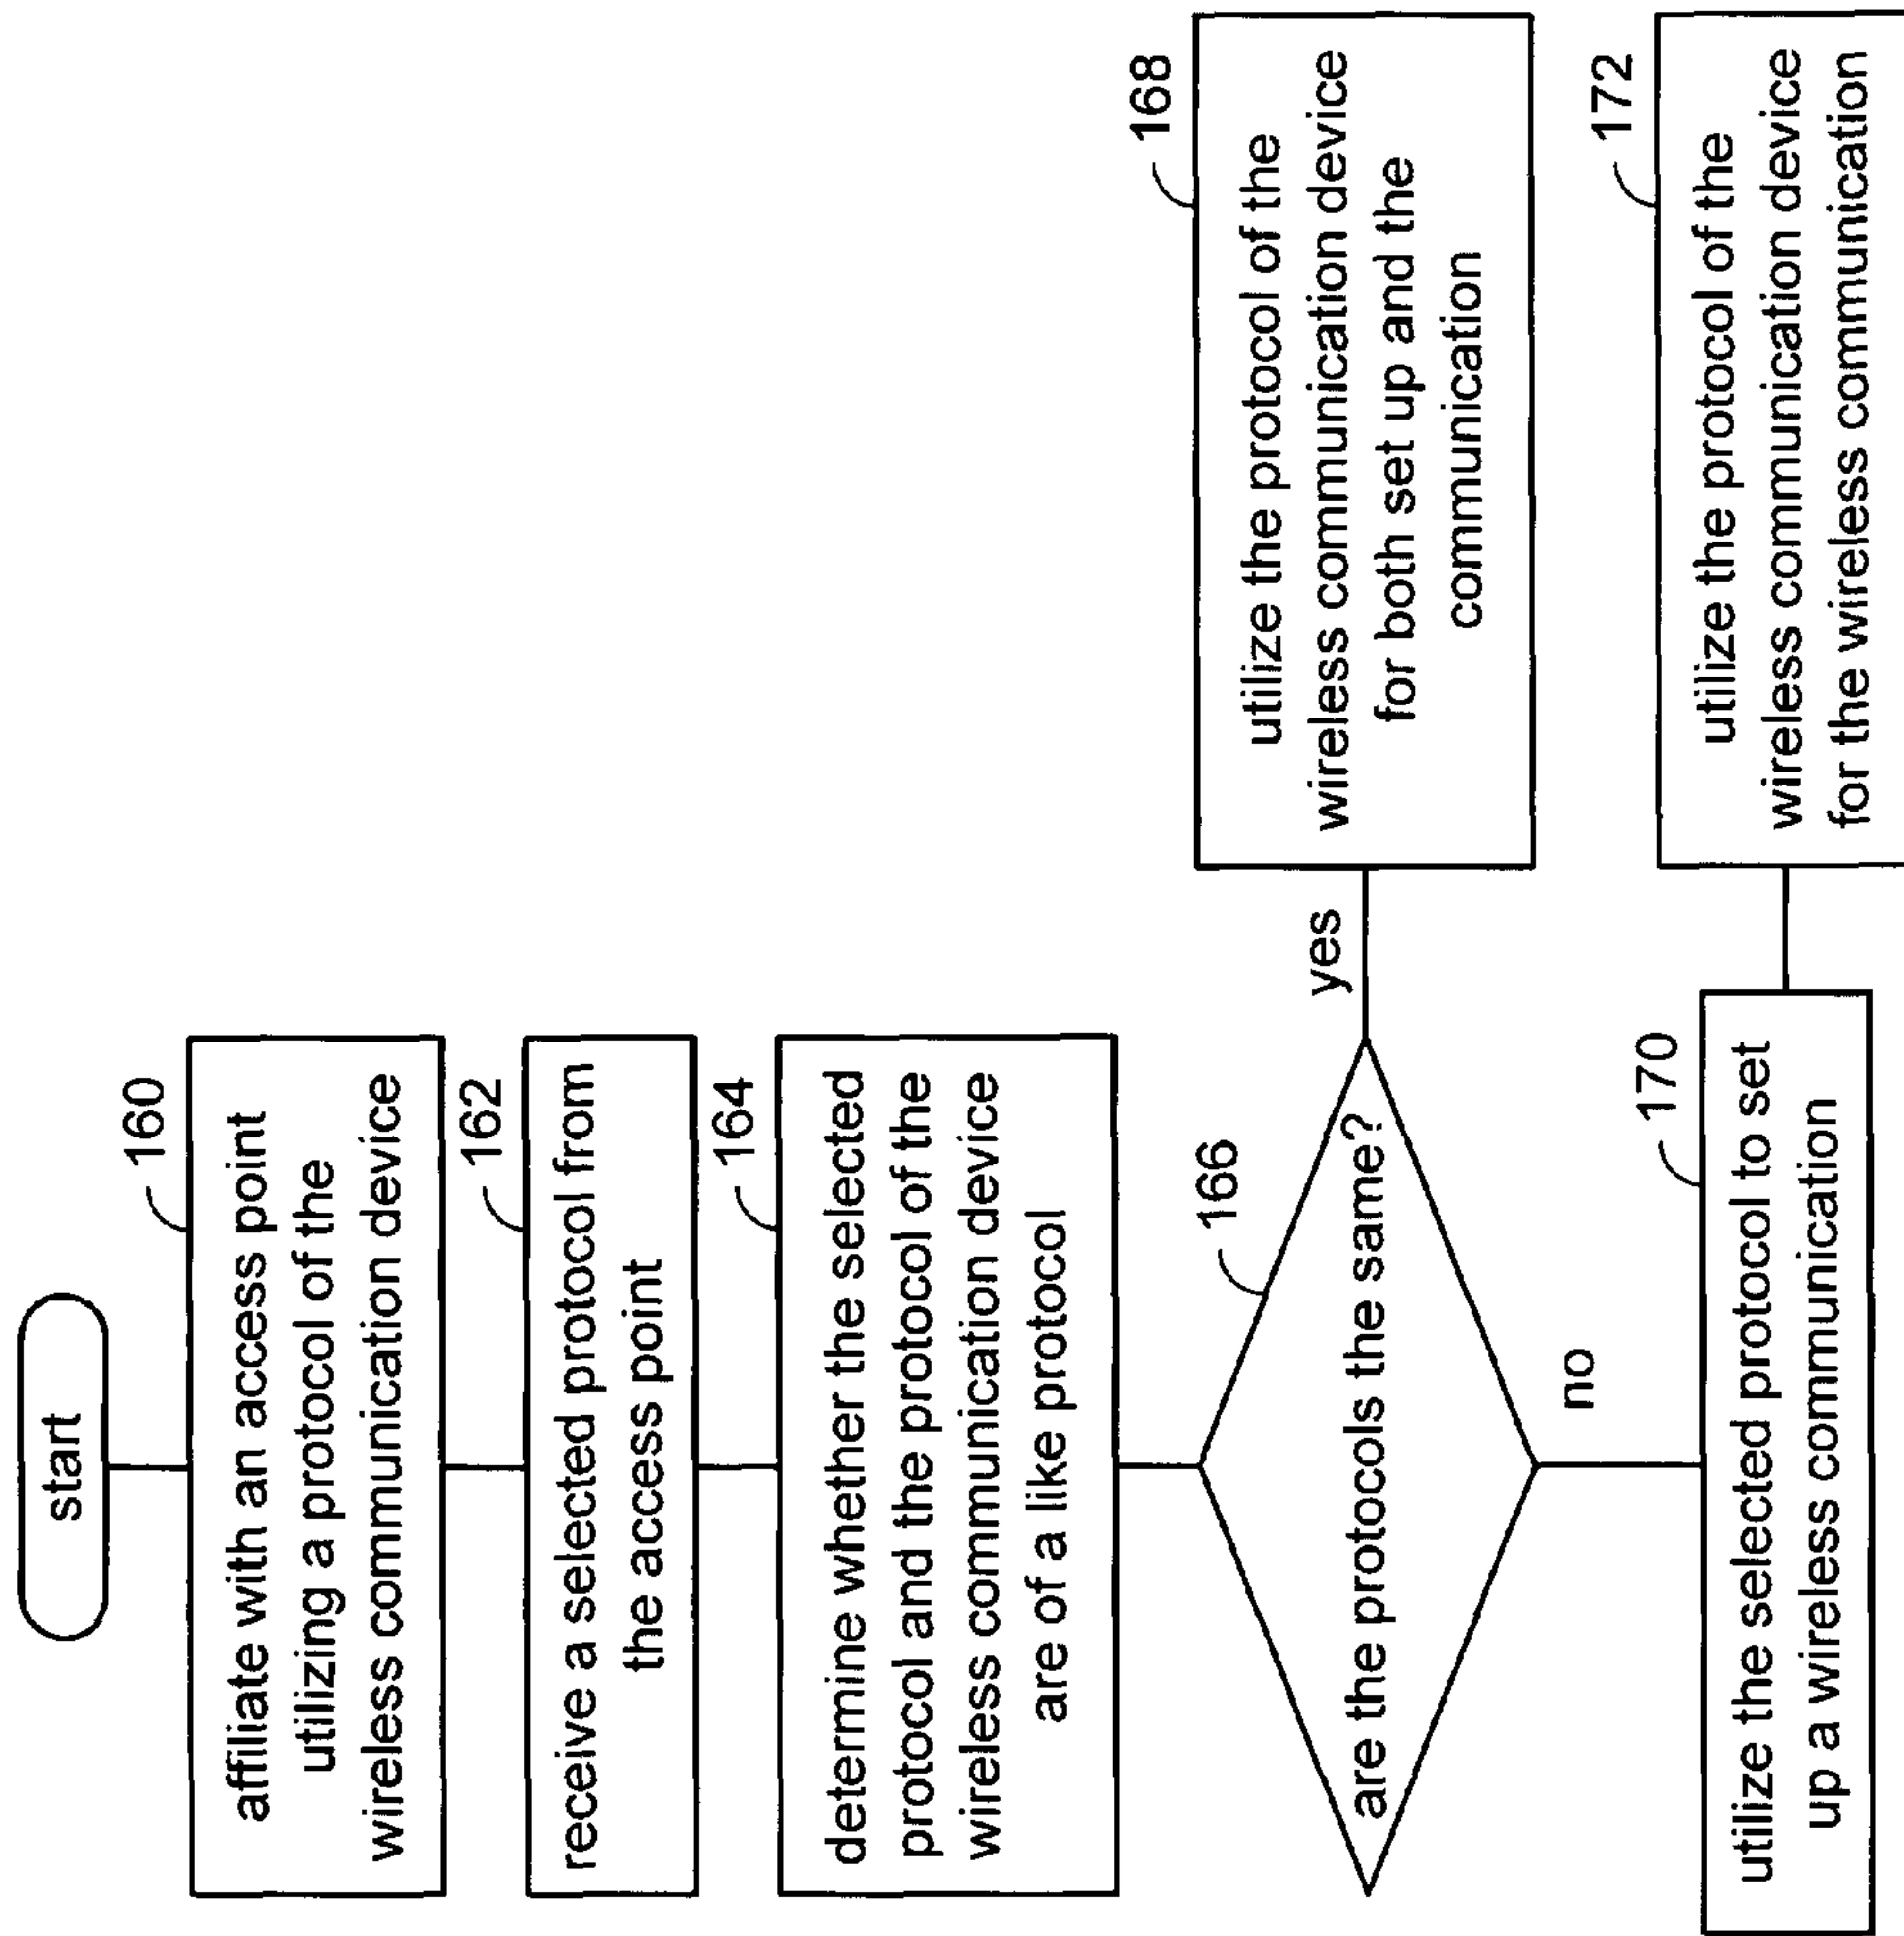 start
160
affiliate with an access point
utilizing a protocol of the
wireless communication device
162
receive a selected protocol from
the access point
164
determine whether the selected
protocol and the protocol of the
wireless communication device
are of a like protocol
166
are the protocols the same?
yes
168
utilize the protocol of the
wireless communication device
for both set up and the
communication
no
170
utilize the selected protocol to set
up a wireless communication
172
utilize the protocol of the
wireless communication device
for the wireless communication